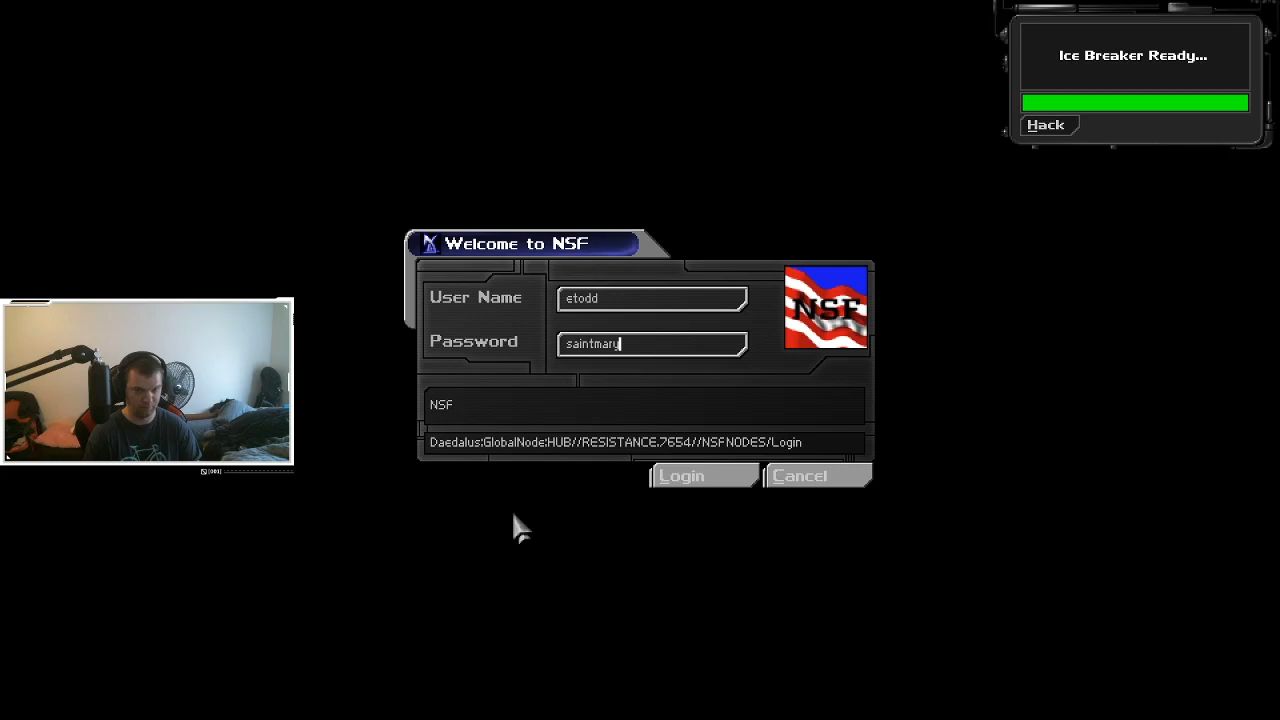 Ice Breaker Ready...
Hack
Welcome to NSF
User Name
etodd
NSF
Password
saintmary
NSF
Daedalus:GlobalNode:HUB//RESISTANCE.7654//NSFNODES/Login
Login
Cancel
[001]